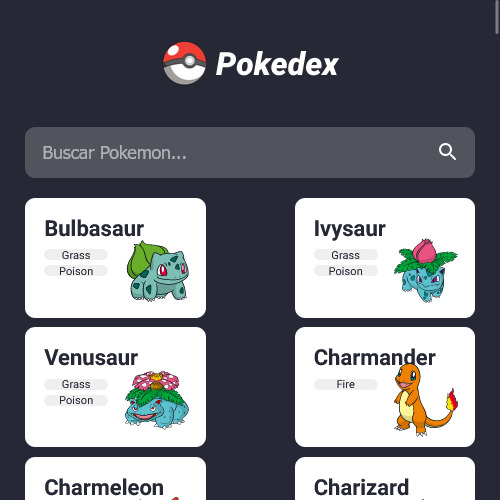 Pokedex
Buscar Pokemon...
Bulbasaur
Grass
Poison
Ivysaur
Grass
Poison
Venusaur
Grass
Poison
Charmander
Fire
Charmeleon
Charizard